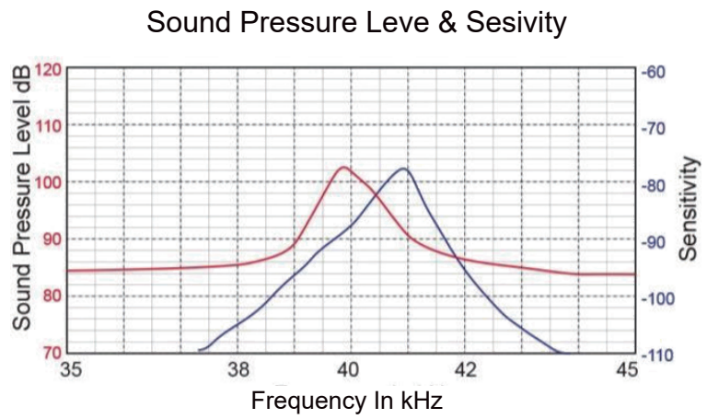 Sound Pressure Leve & Sesivity
Sound Pressure Level dB
120
110
100
90
80
70
-60
-70
-80
-90
-100
-110
Sensitivity
35 38 40 42 45
Frequency In kHz